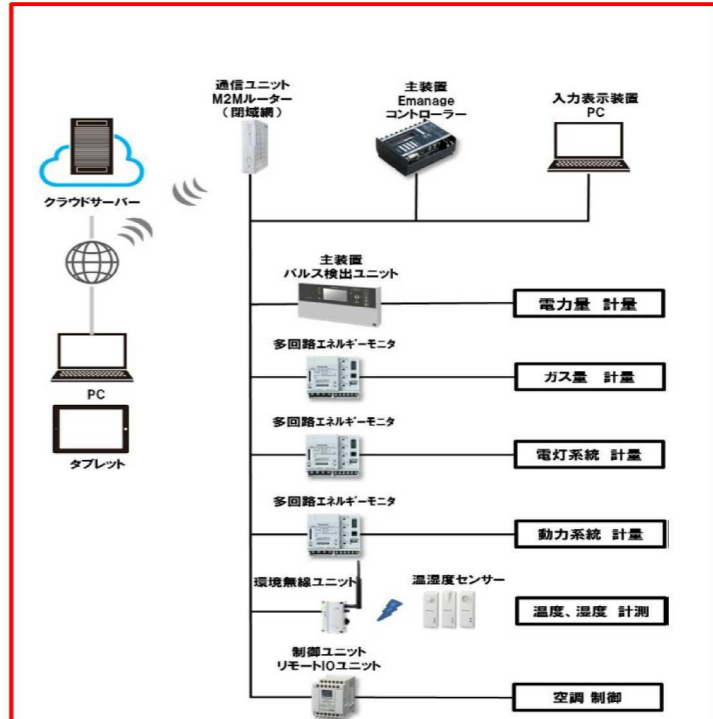 通信ユニット
M2Mルーター
（閉域網）
主装置
Emanage
コントローラー
入力表示装置
PC
クラウドサーバー
PC
タブレット
主装置
パルス検出ユニット
電力量 計量
多回路エネルギーモニタ
ガス量 計量
多回路エネルギーモニタ
電灯系統 計量
多回路エネルギーモニタ
動力系統 計量
環境無線ユニット
温湿度センサー
温度、湿度 計測
制御ユニット
リモートIOユニット
空調 制御